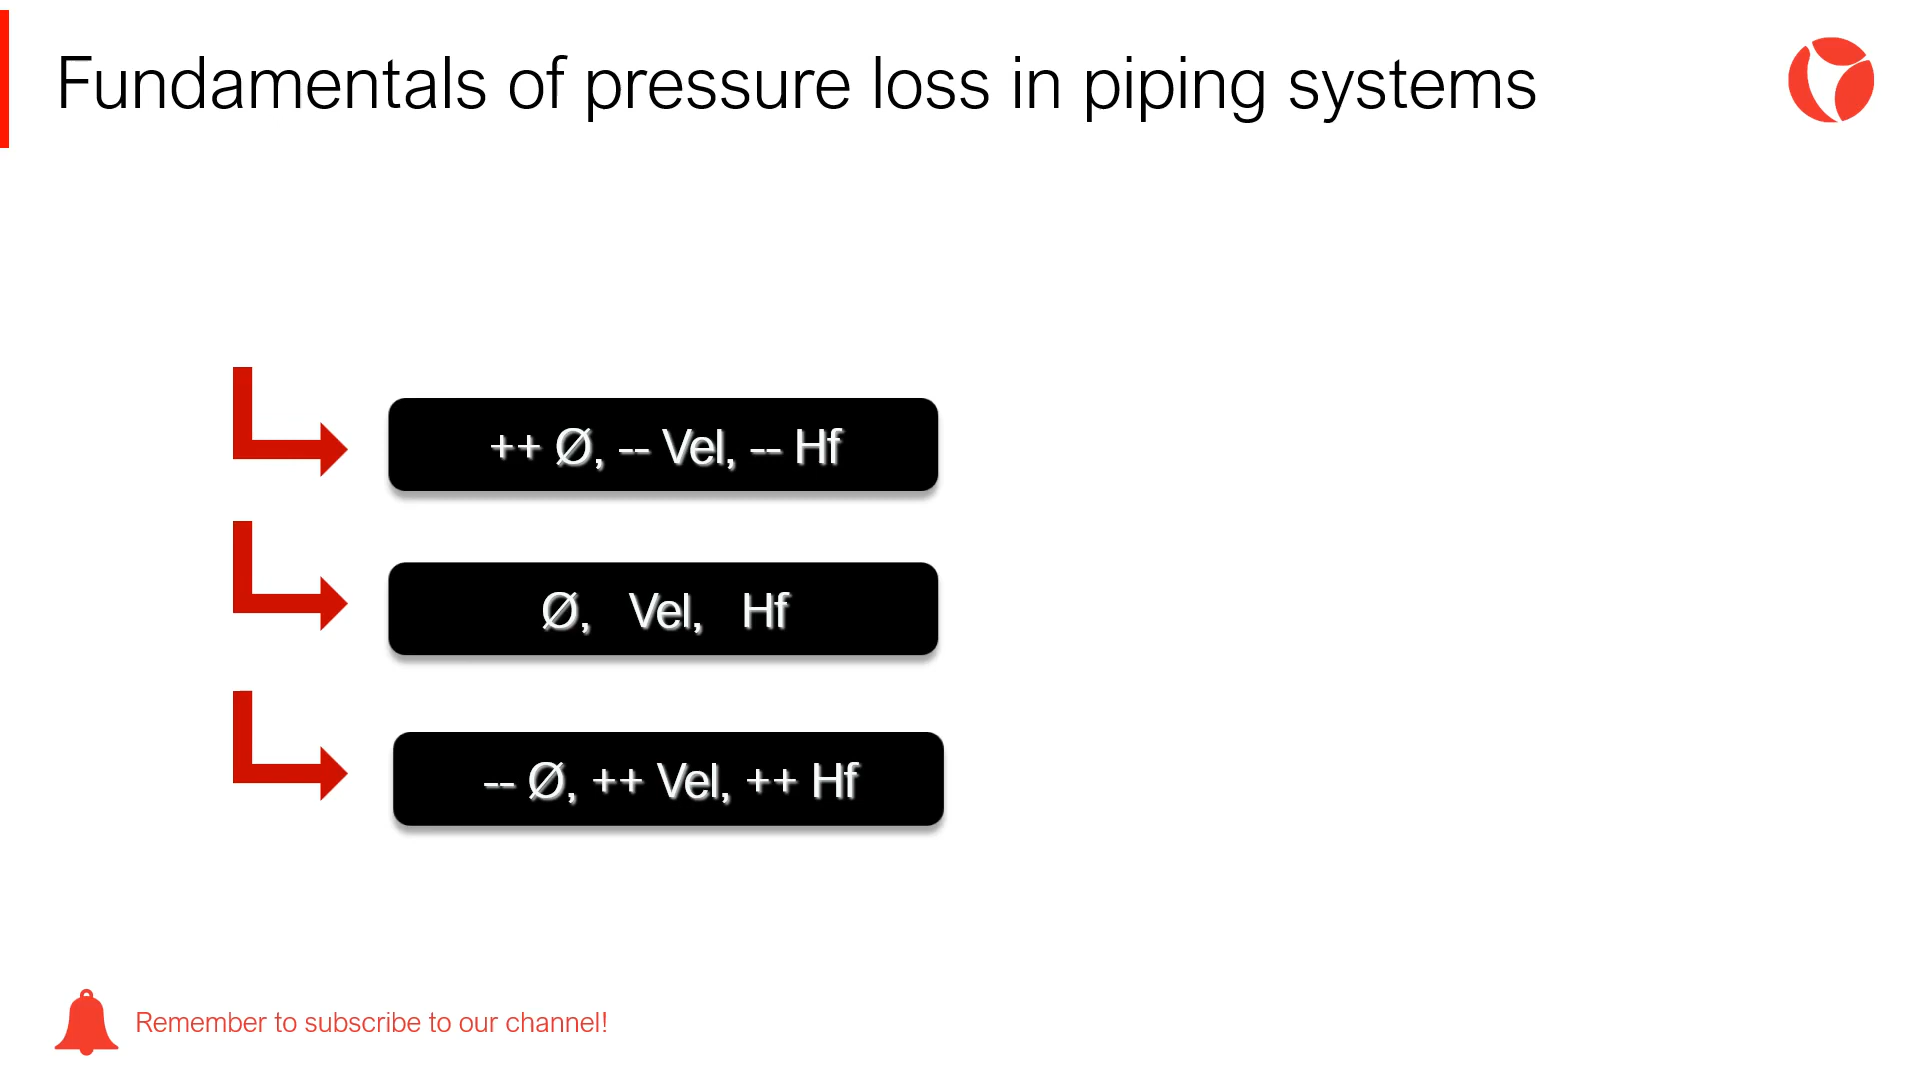 Fundamentals of pressure loss in piping systems
++ Ø, -- Vel, -- Hf
Ø, Vel, Hf
-- Ø, ++ Vel, ++ Hf
Remember to subscribe to our channel!